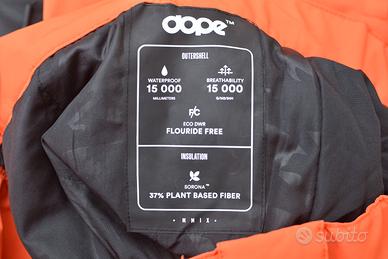 dope™
OUTERSHELL
WATERPROOF
15 000
MILLIMETERS
BREATHABILITY
15 000
G/M2/24H
F/C
ECO DWR
FLOURIDE FREE
INSULATION
SORONA™
37% PLANT BASED FIBER
- MMIX -
subito